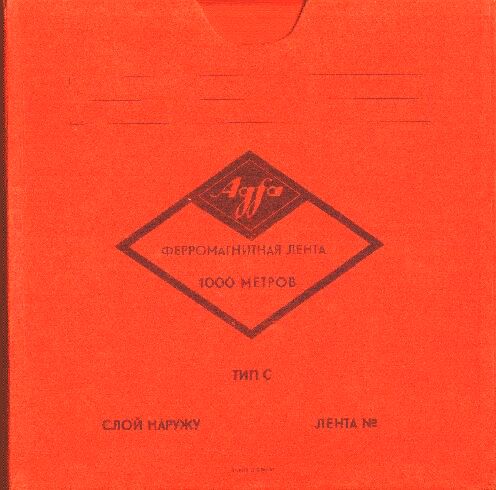 Agfa
ФЕРРОМАГНИТНАЯ ЛЕНТА
1000 МЕТРОВ
ТИП С
СЛОЙ НАРУЖУ ЛЕНТА №